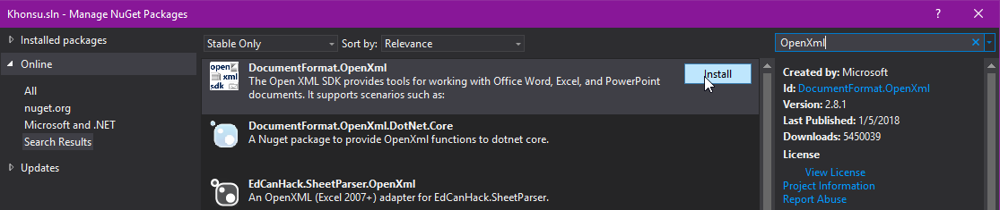 Khonsu.sln - Manage NuGet Packages
? ×
Installed packages
Online
All
nuget.org
Microsoft and .NET
Search Results
Updates
Stable Only
Sort by: Relevance
open
xml
sdk
DocumentFormat.OpenXml
The Open XML SDK provides tools for working with Office Word, Excel, and PowerPoint
documents. It supports scenarios such as:
Install
DocumentFormat.OpenXml.DotNet.Core
A Nuget package to provide OpenXml functions to dotnet core.
EdCanHack.SheetParser.OpenXml
An OpenXML (Excel 2007+) adapter for EdCanHack.SheetParser.
OpenXml
Created by: Microsoft
Id: DocumentFormat.OpenXml
Version: 2.8.1
Last Published: 1/5/2018
Downloads: 5450039
License
View License
Project Information
Report Abuse